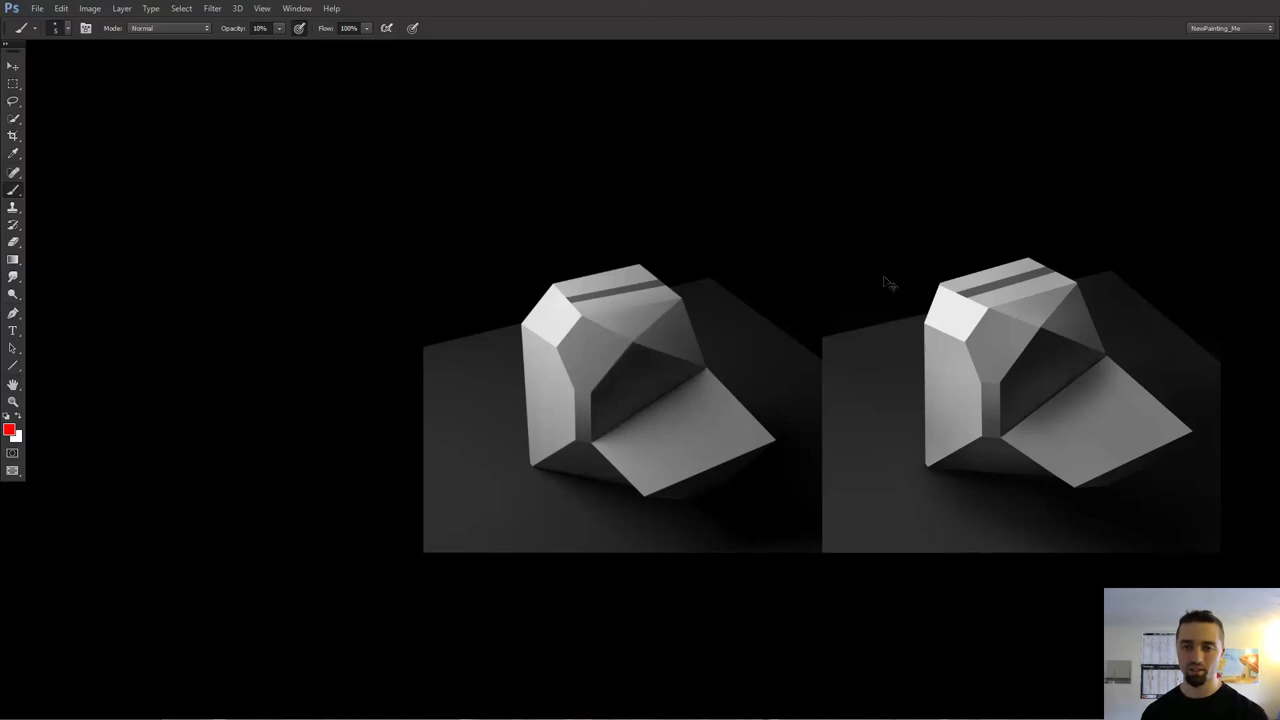 Ps File Edit Image Layer Type Select Filter 3D View Window Help
5 Mode: Normal Opacity: 10% Flow: 100% NewPainting_Me